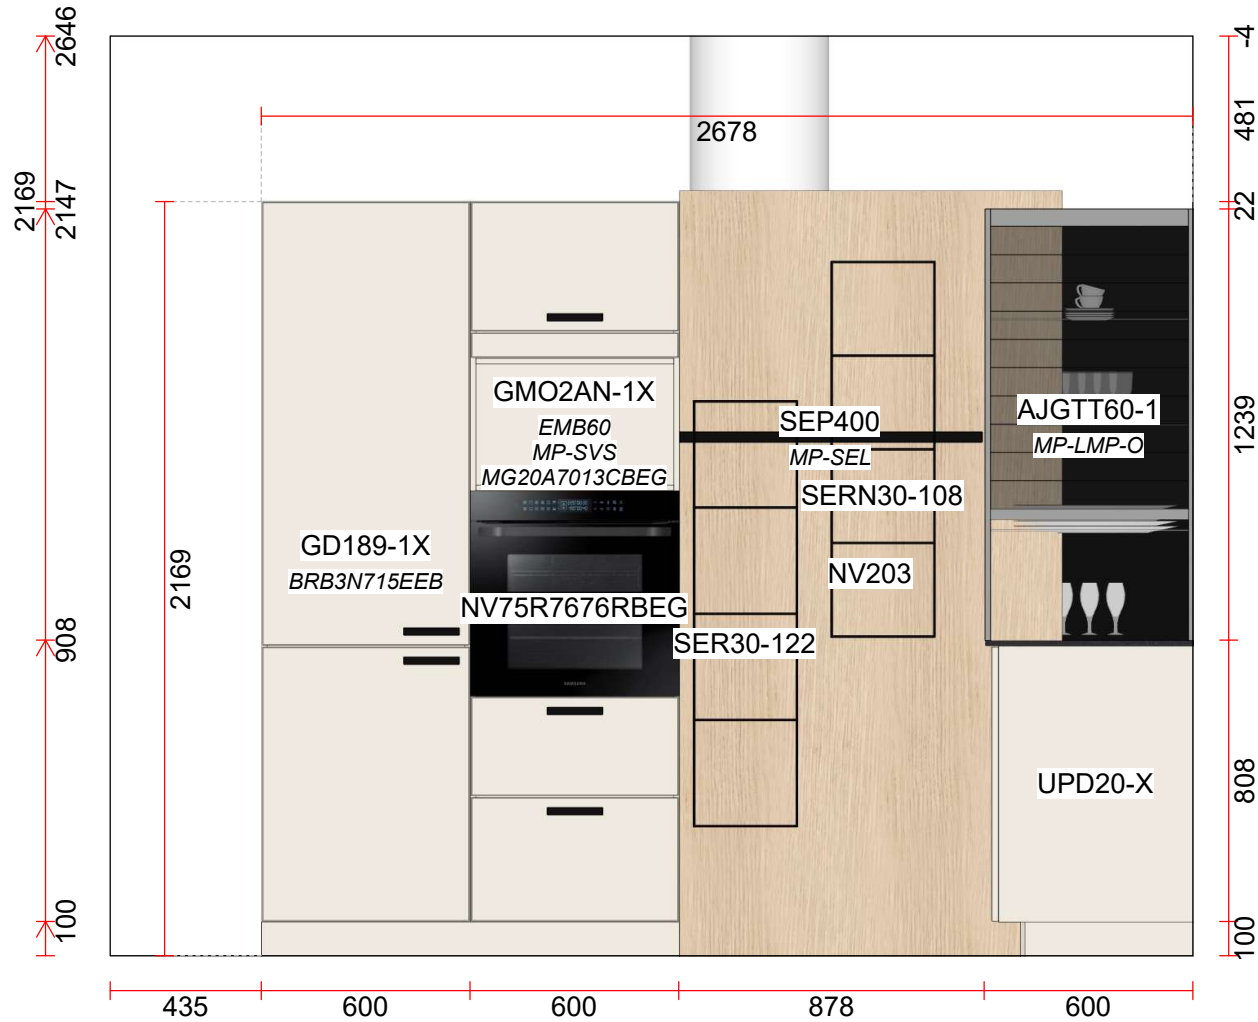 2646
-4
2678
481
2169
2147
22
GMO2AN-1X
EMB60
MP-SVS
MG20A7013CBEG
SEP400
MP-SEL
AJGTT60-1
MP-LMP-O
1239
SERN30-108
GD189-1X
BRB3N715EEB
2169
NV203
NV75R7676RBEG
SER30-122
908
SAMSUNG
UPD20-X
808
100
100
435
600
600
878
600